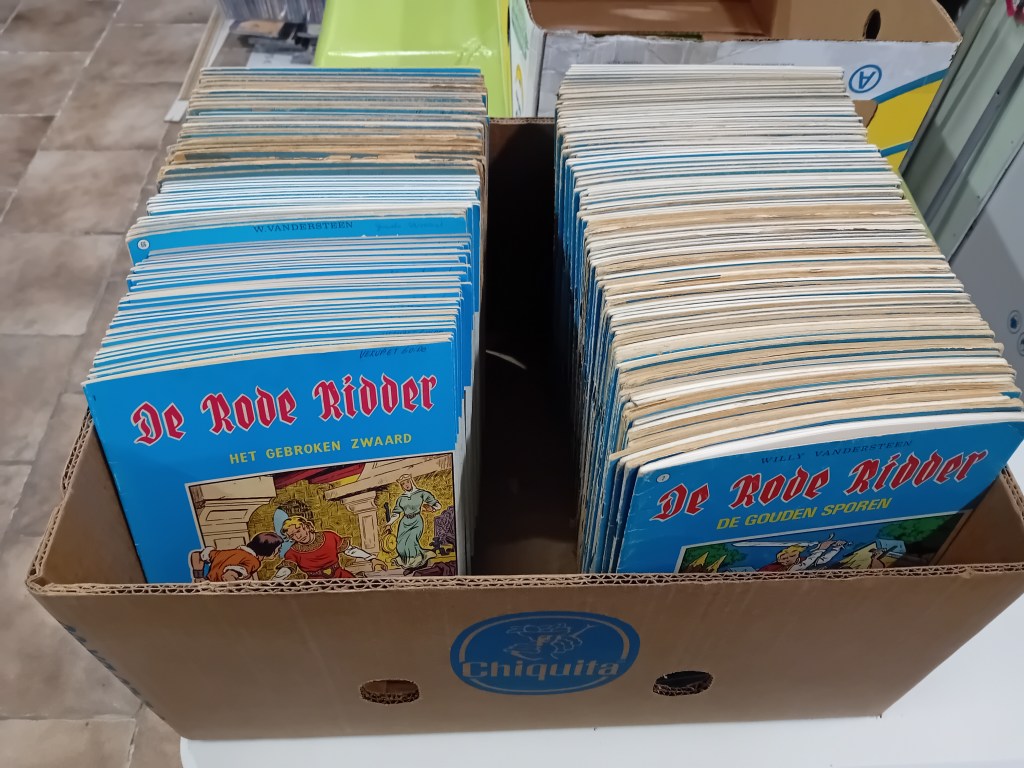 W. VANDERSTEEN
De Rode Ridder
HET GEBROKEN ZWAARD
WILLY VANDERSTEEN
De Rode Ridder
DE GOUDEN SPOREN
Chiquita
A